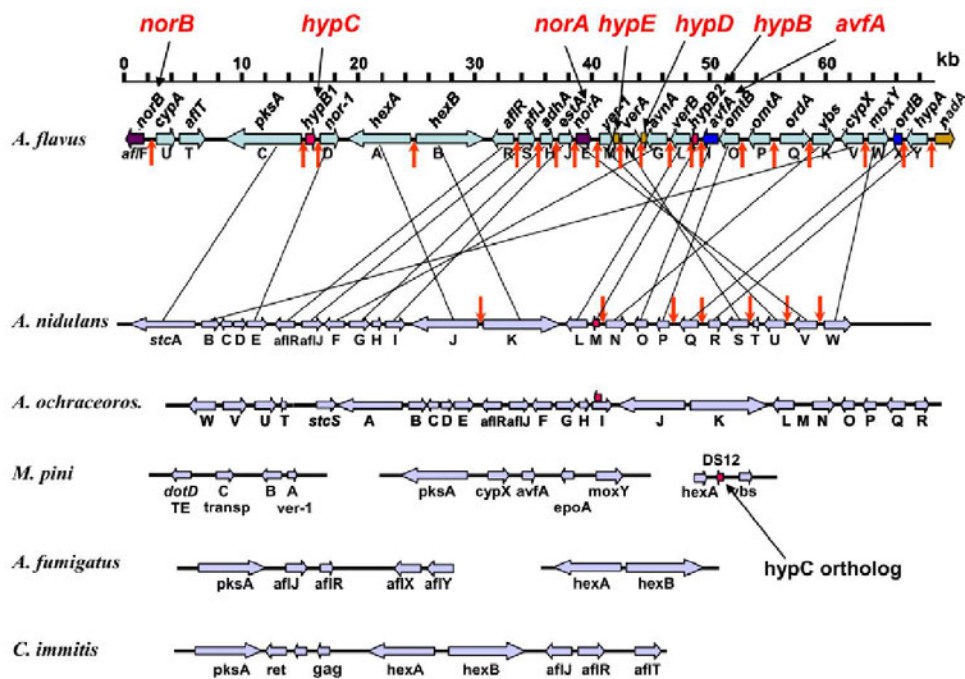 norB hypC norA hypE hypD hypB avfA
0 10 20 30 40 50 60 kb
norB cypA aflT pksA hypB1 nor-1 hexA hexB aflR aflJ adhA estA norA ver-1 verA avnA verB hypB2 avfA omtB omtA ordA ybs cypX moxY ordB hypA
A. flavus
aflF U T C D A B R S H J E M N G L I O P Q K V W X Y
A. nidulans
stcA B C D E aflR aflJ F G H I J K L M N O P Q R S T U V W
A. ochraceoros.
W V U T stcS A B C D E aflR aflJ F G H I J K L M N O P Q R
M. pini
DS12
dotD C B A pksA cypX avfA moxY hexA ybs
TE transp ver-1 epoA
hypC ortholog
A. fumigatus
pksA aflJ aflR aflX aflY hexA hexB
C. immitis
pksA ret gag hexA hexB aflJ aflR aflT